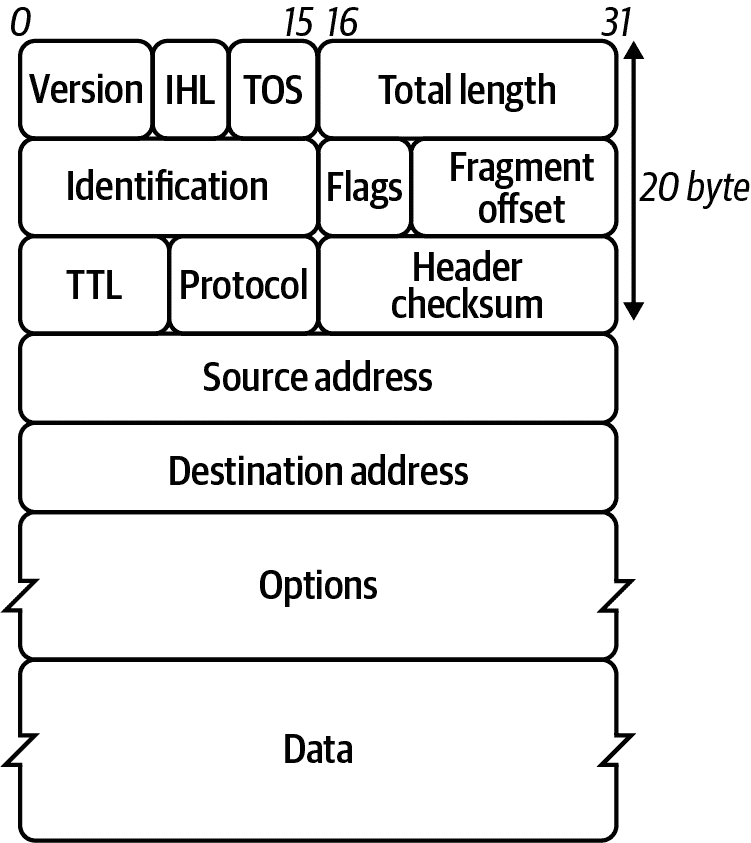 0 15 16 31
Version IHL TOS Total length
Identification Flags Fragment
offset
20 byte
TTL Protocol Header
checksum
Source address
Destination address
Options
Data